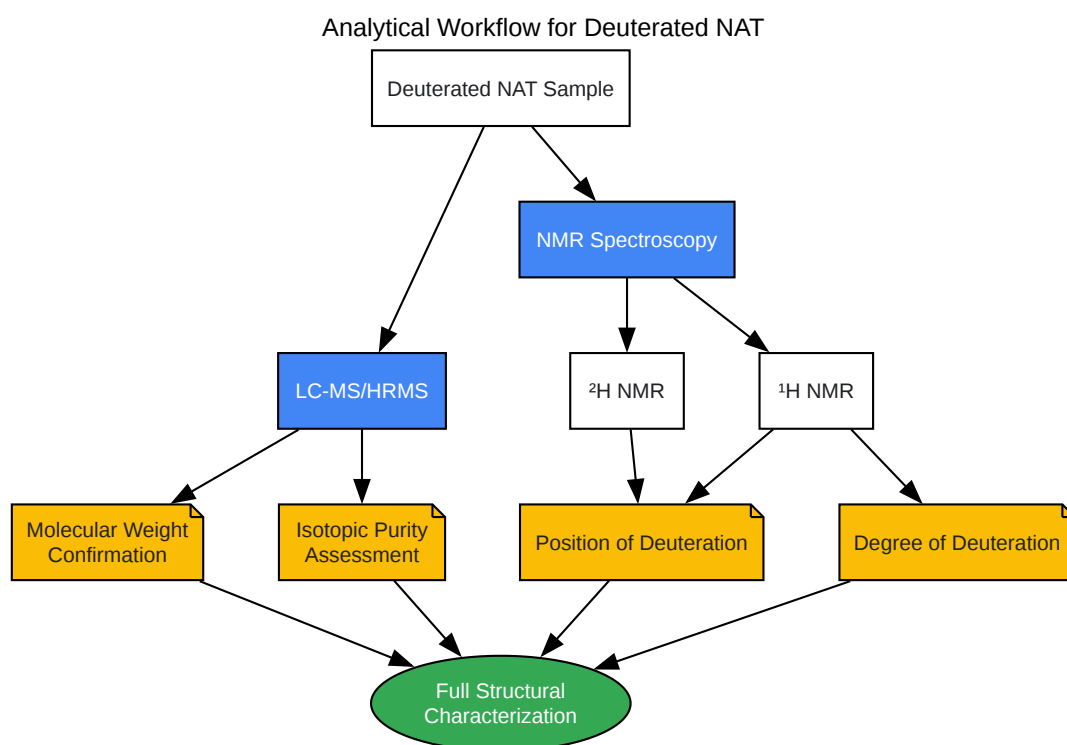 Analytical Workflow for Deuterated NAT
Deuterated NAT Sample
NMR Spectroscopy
LC-MS/HRMS
²H NMR
¹H NMR
Molecular Weight
Confirmation
Isotopic Purity
Assessment
Position of Deuteration
Degree of Deuteration
Full Structural
Characterization